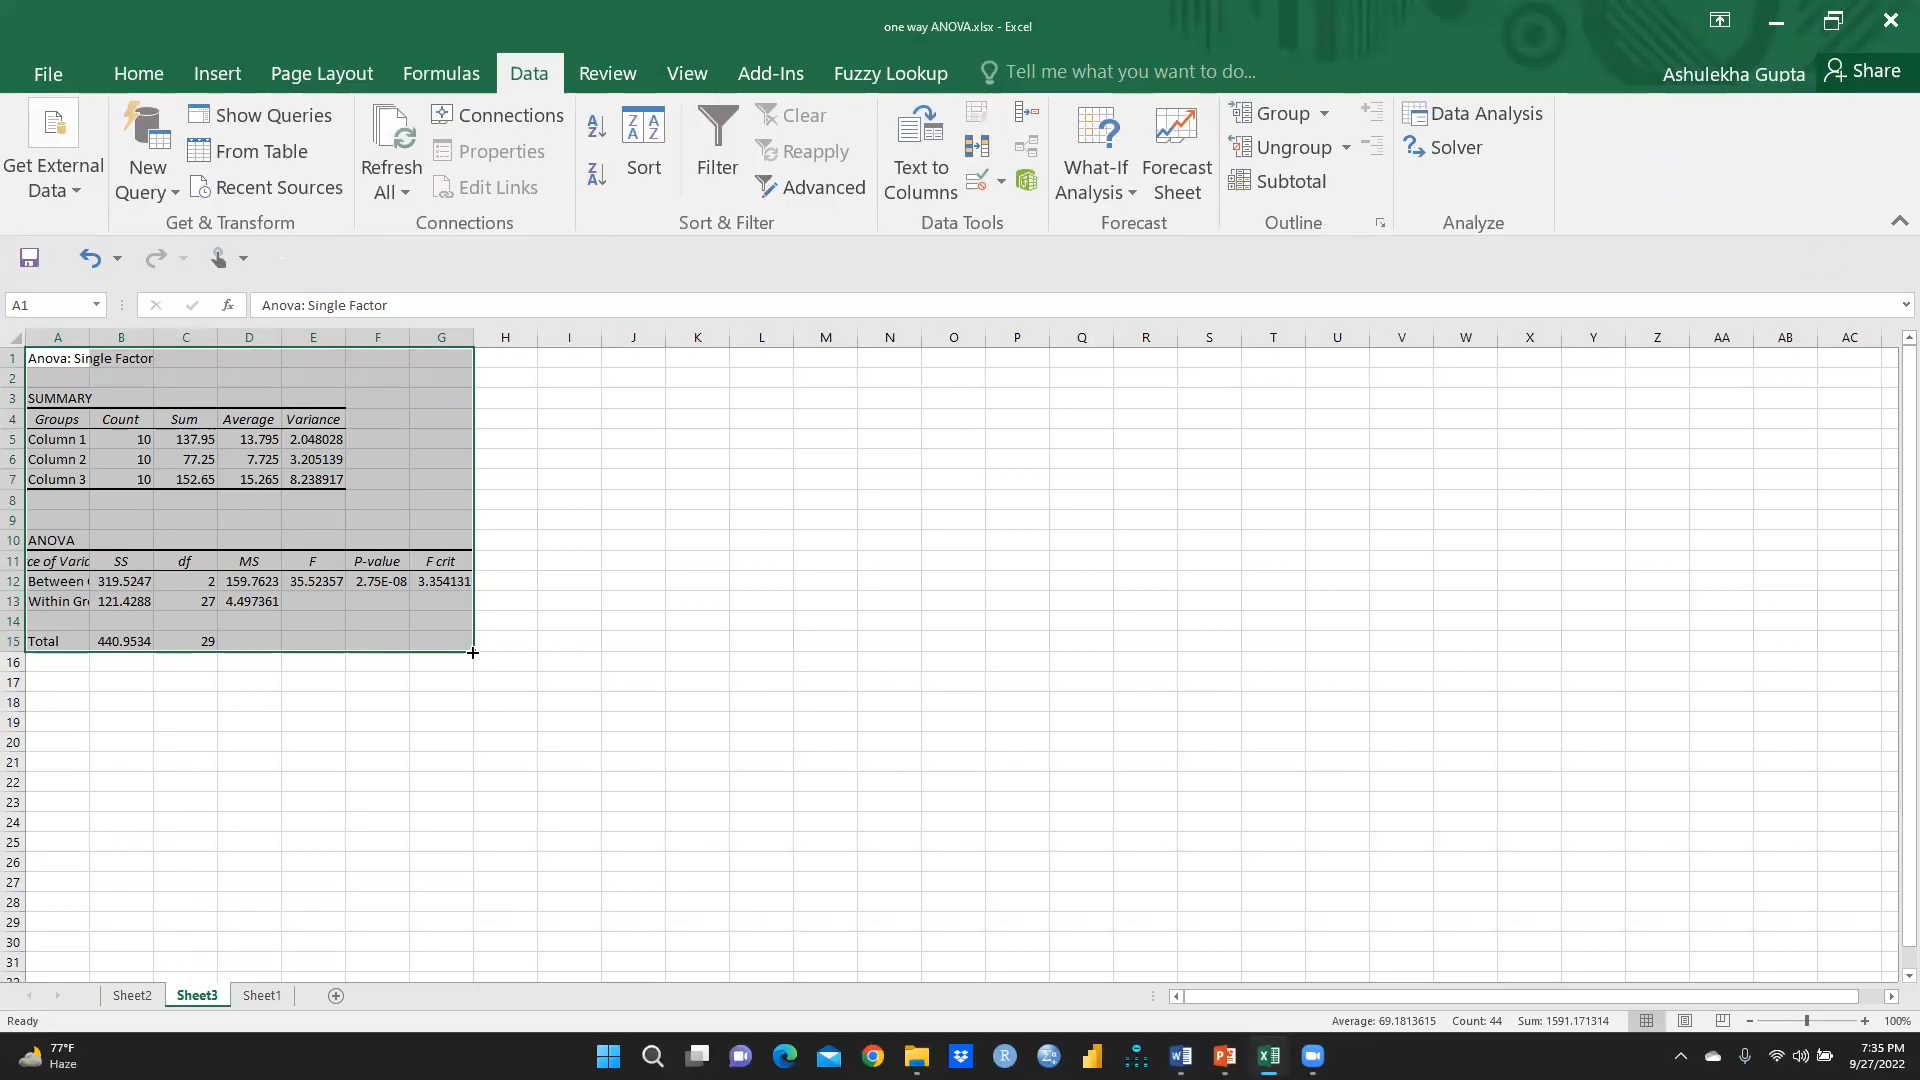 one way ANOVA.xlsx - Excel
File Home Insert Page Layout Formulas Data Review View Add-Ins Fuzzy Lookup Tell me what you want to do... Ashulekha Gupta Share
Get External Data
New Query
Show Queries
From Table
Recent Sources
Get & Transform
Refresh All
Connections
Properties
Edit Links
Connections
Sort
Filter
Clear
Reapply
Advanced
Sort & Filter
Text to Columns
Data Tools
What-If Analysis
Forecast Sheet
Forecast
Group
Ungroup
Subtotal
Outline
Data Analysis
Solver
Analyze
A1 fx Anova: Single Factor
A B C D E F G H I J K L M N O P Q R S T U V W X Y Z AA AB AC
1 Anova: Single Factor
2
3 SUMMARY
4 Groups Count Sum Average Variance
5 Column 1 10 137.95 13.795 2.048028
6 Column 2 10 77.25 7.725 3.205139
7 Column 3 10 152.65 15.265 8.238917
8
9
10 ANOVA
11 ce of Varia SS df MS F P-value F crit
12 Between 319.5247 2 159.7623 35.52357 2.75E-08 3.354131
13 Within Gr 121.4288 27 4.497361
14
15 Total 440.9534 29
16
17
18
19
20
21
22
23
24
25
26
27
28
29
30
31
Sheet2 Sheet3 Sheet1
Ready Average: 69.1813615 Count: 44 Sum: 1591.171314 100%
77°F
Haze
7:35 PM
9/27/2022